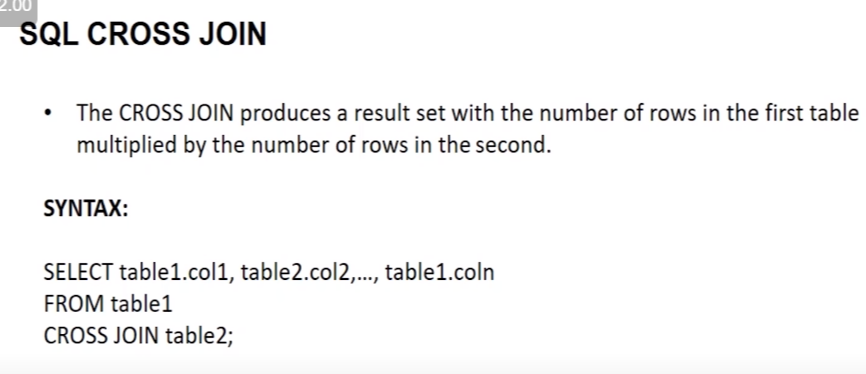 2.00
SQL CROSS JOIN
• The CROSS JOIN produces a result set with the number of rows in the first table
multiplied by the number of rows in the second.
SYNTAX:
SELECT table1.col1, table2.col2,..., table1.coln
FROM table1
CROSS JOIN table2;